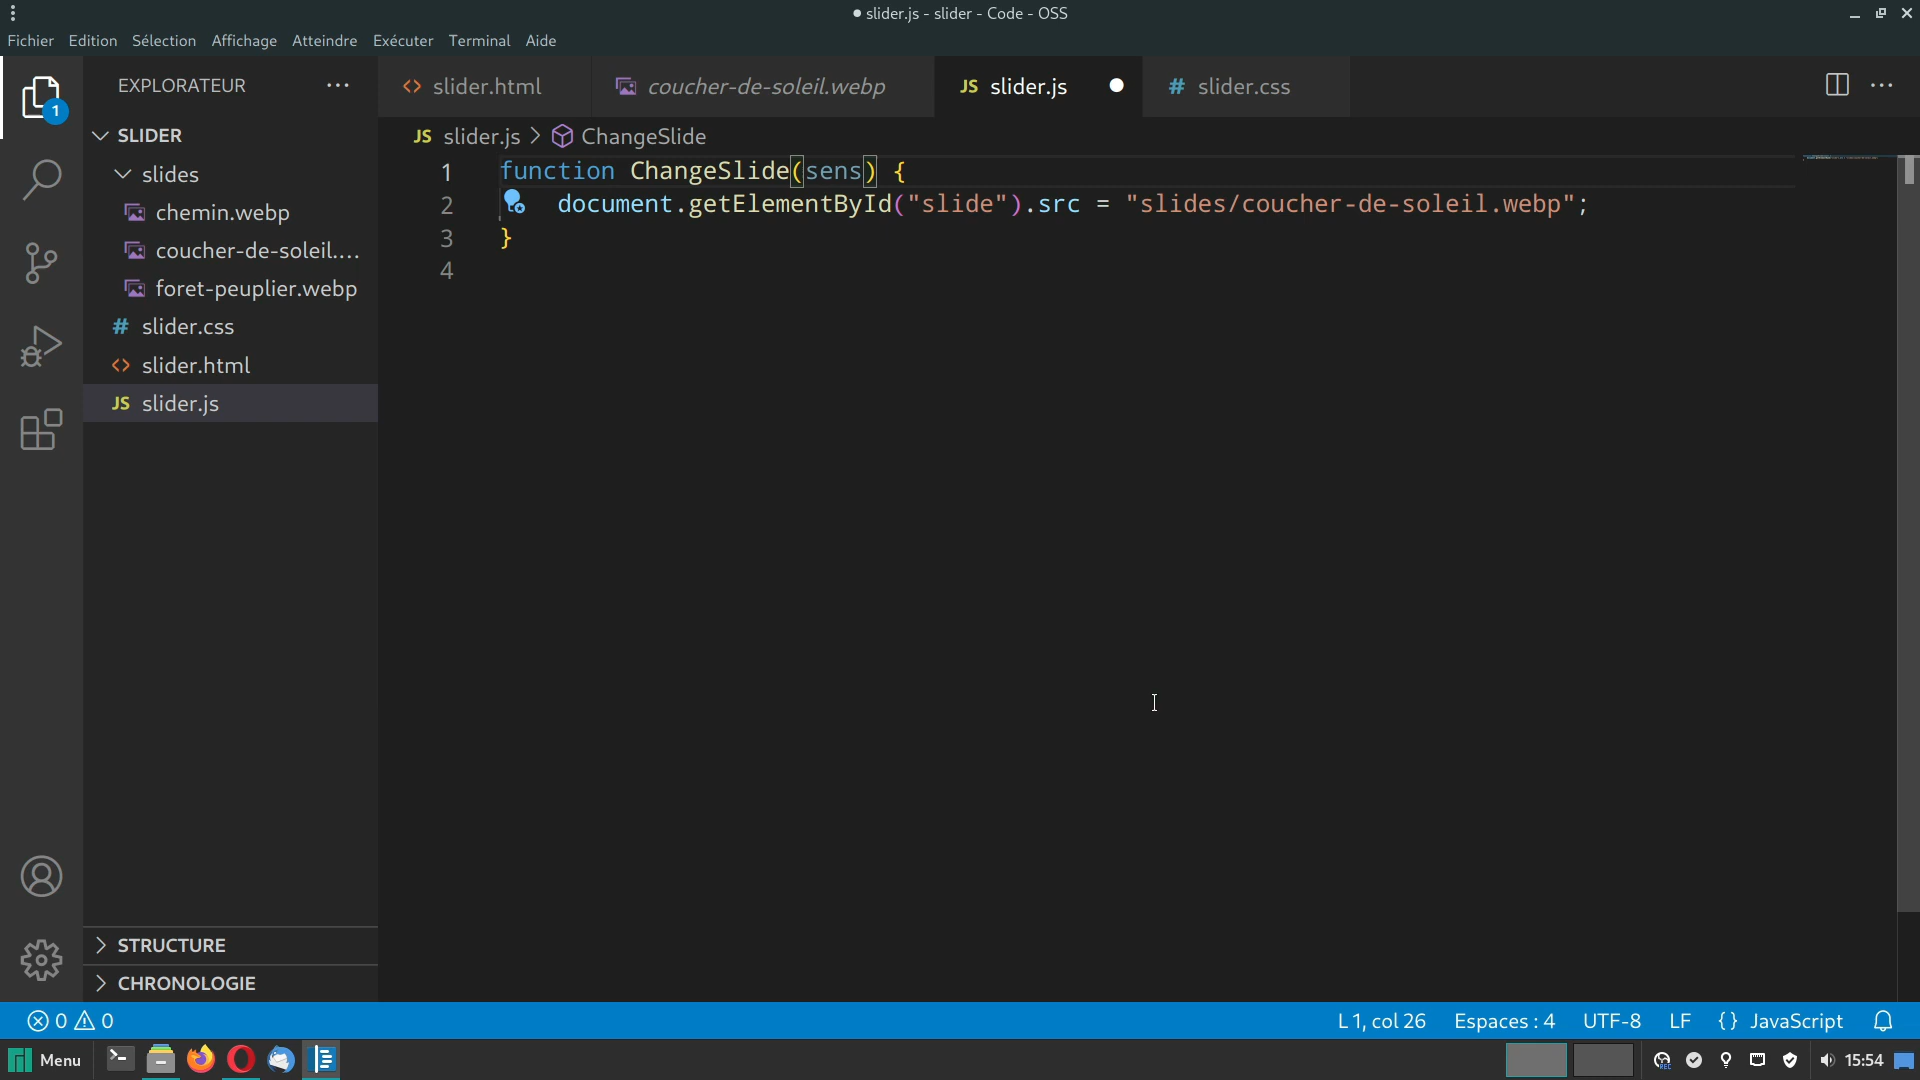 ● slider.js - slider - Code - OSS
Fichier Edition Sélection Affichage Atteindre Exécuter Terminal Aide
EXPLORATEUR
slider.html
coucher-de-soleil.webp
JS slider.js
# slider.css
1
SLIDER
JS slider.js > ChangeSlide
slides
chemin.webp
coucher-de-soleil....
foret-peuplier.webp
# slider.css
<> slider.html
JS slider.js
1 function ChangeSlide(sens) {
2 document.getElementById("slide").src = "slides/coucher-de-soleil.webp";
3 }
4
STRUCTURE
CHRONOLOGIE
0 0
L 1, col 26 Espaces : 4 UTF-8 LF {} JavaScript
Menu
15:54